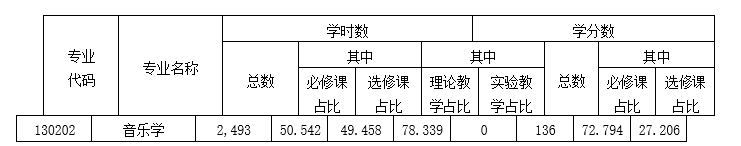 学时数 学分数
专业 其中 其中 其中
代码 专业名称 总数 必修课 选修课 理论教 实验教 总数 必修课 选修课
占比 占比 学占比 学占比 占比 占比
130202 音乐学 2,493 50.542 49.458 78.339 0 136 72.794 27.206